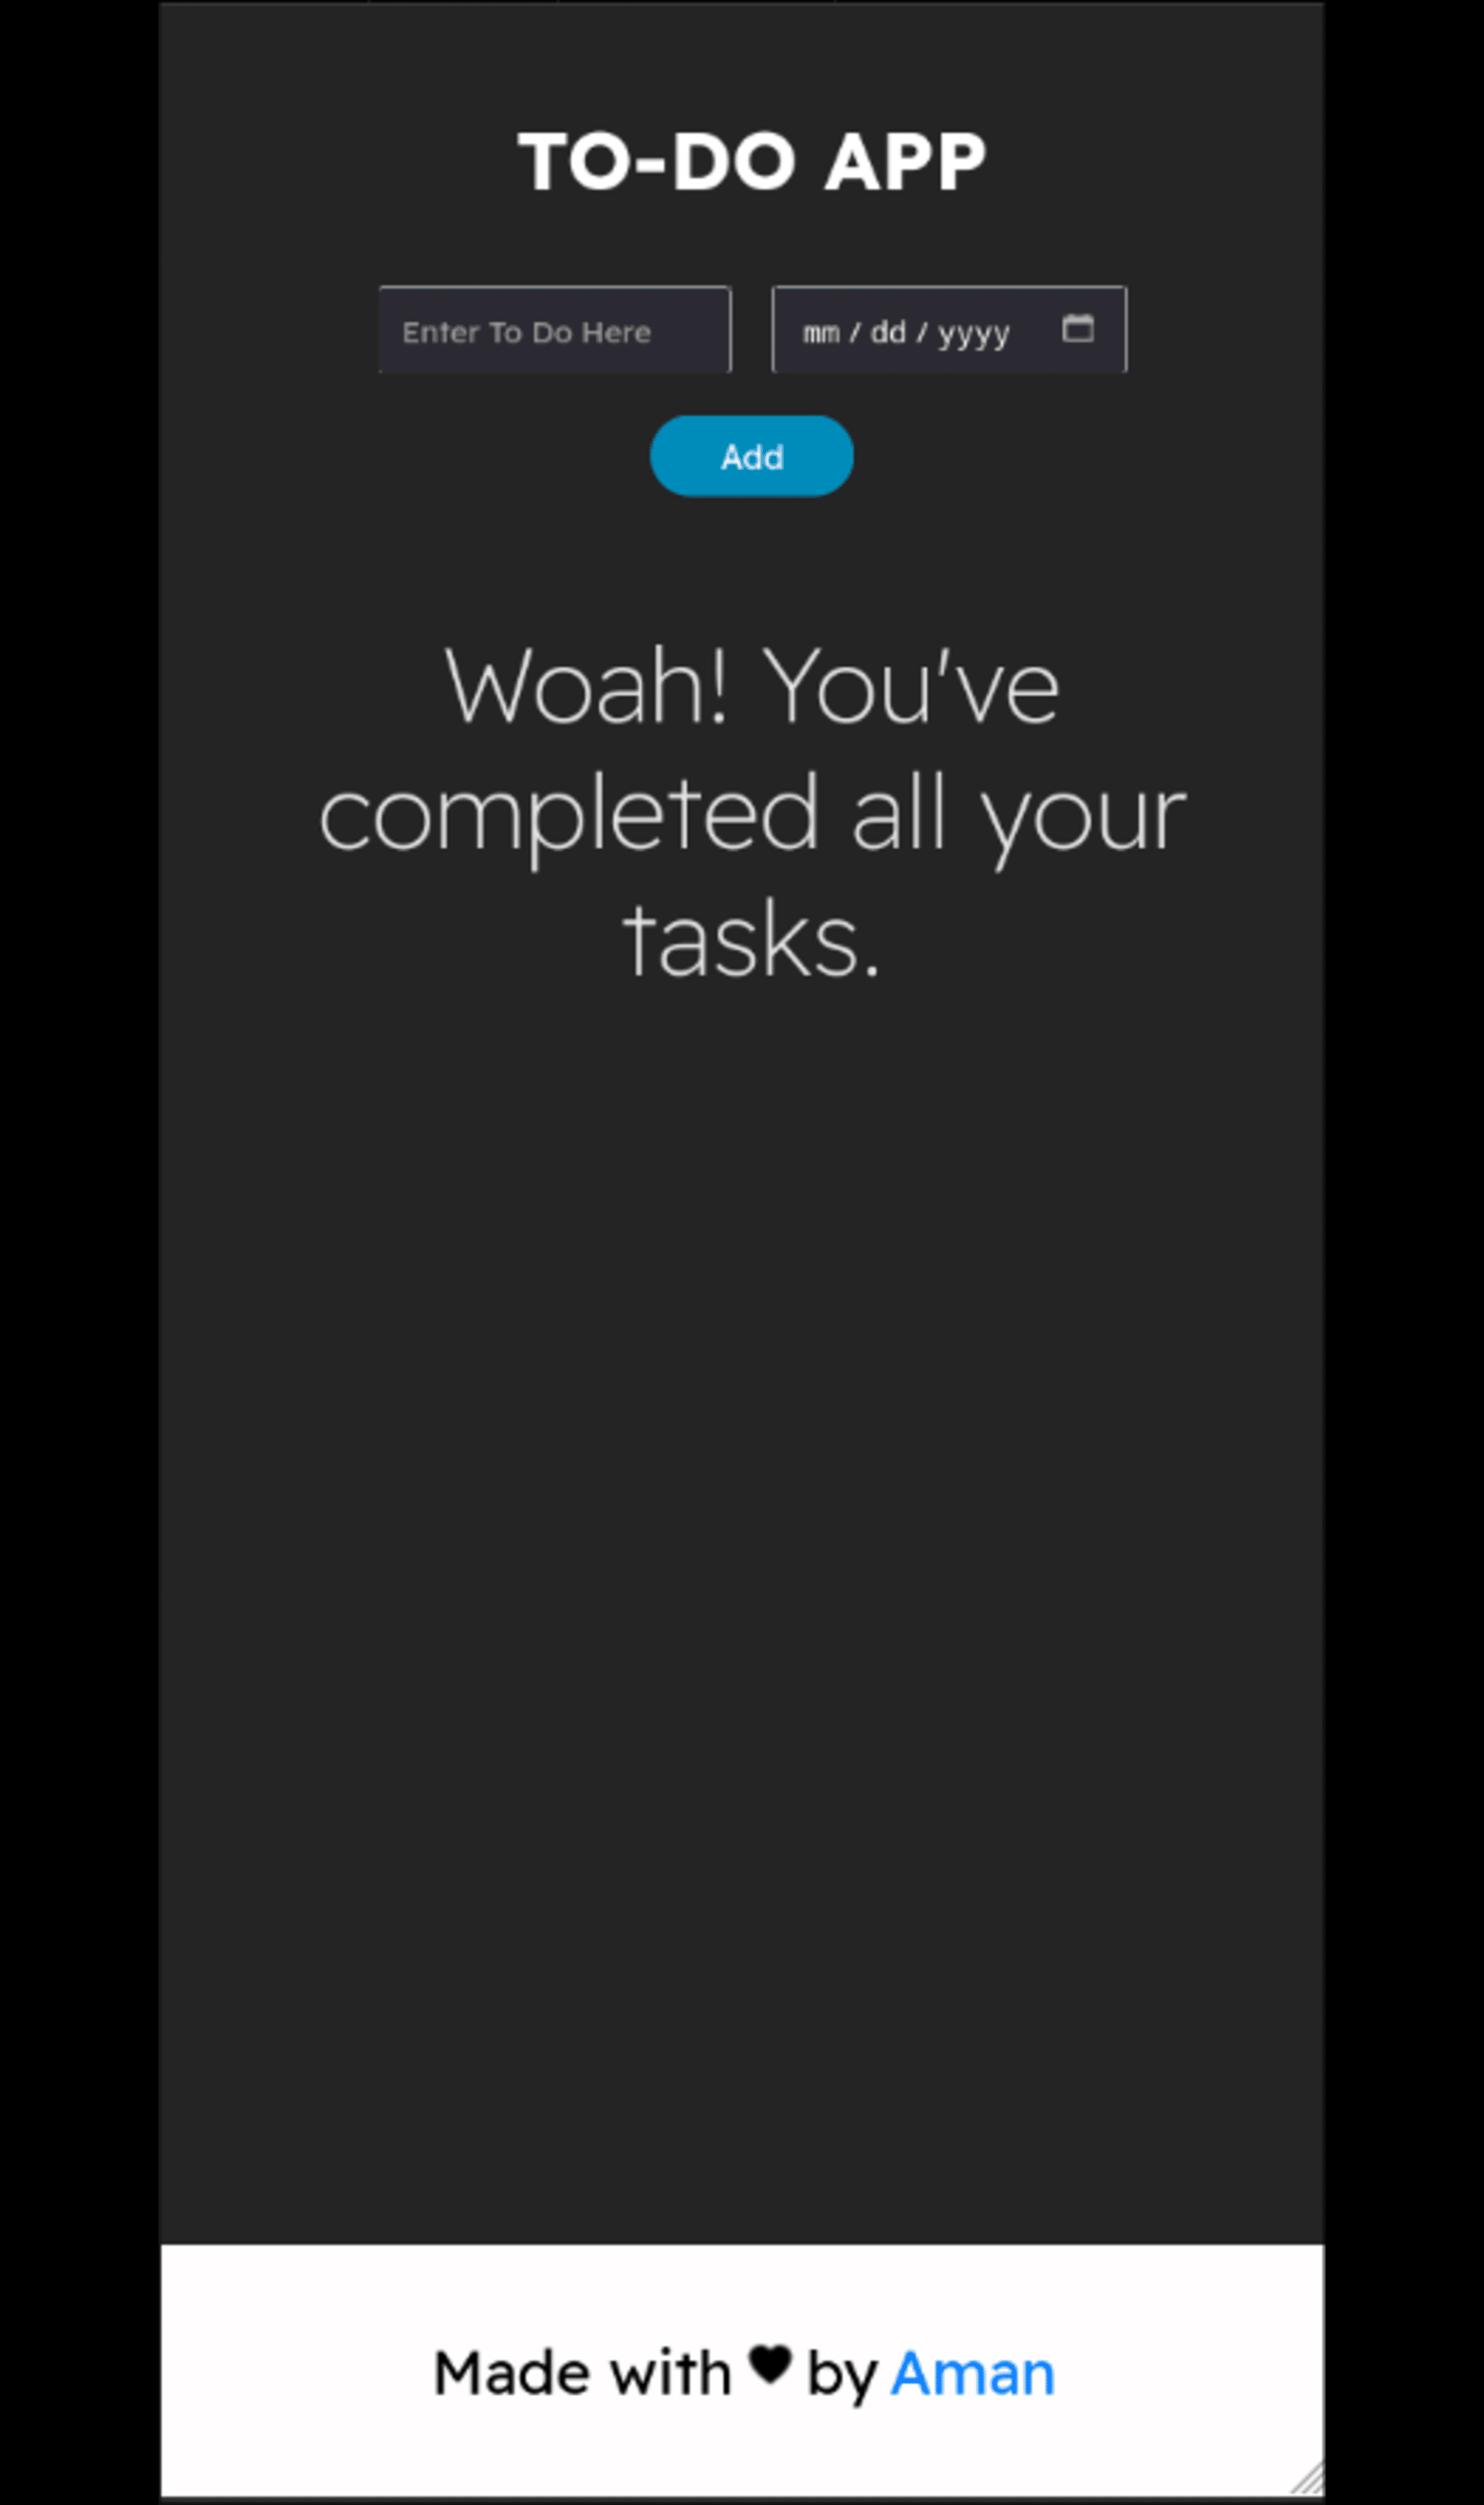 TO-DO APP
Enter To Do Here
mm / dd / yyyy
Add
Woah! You've
completed all your
tasks.
Made with ♥ by Aman